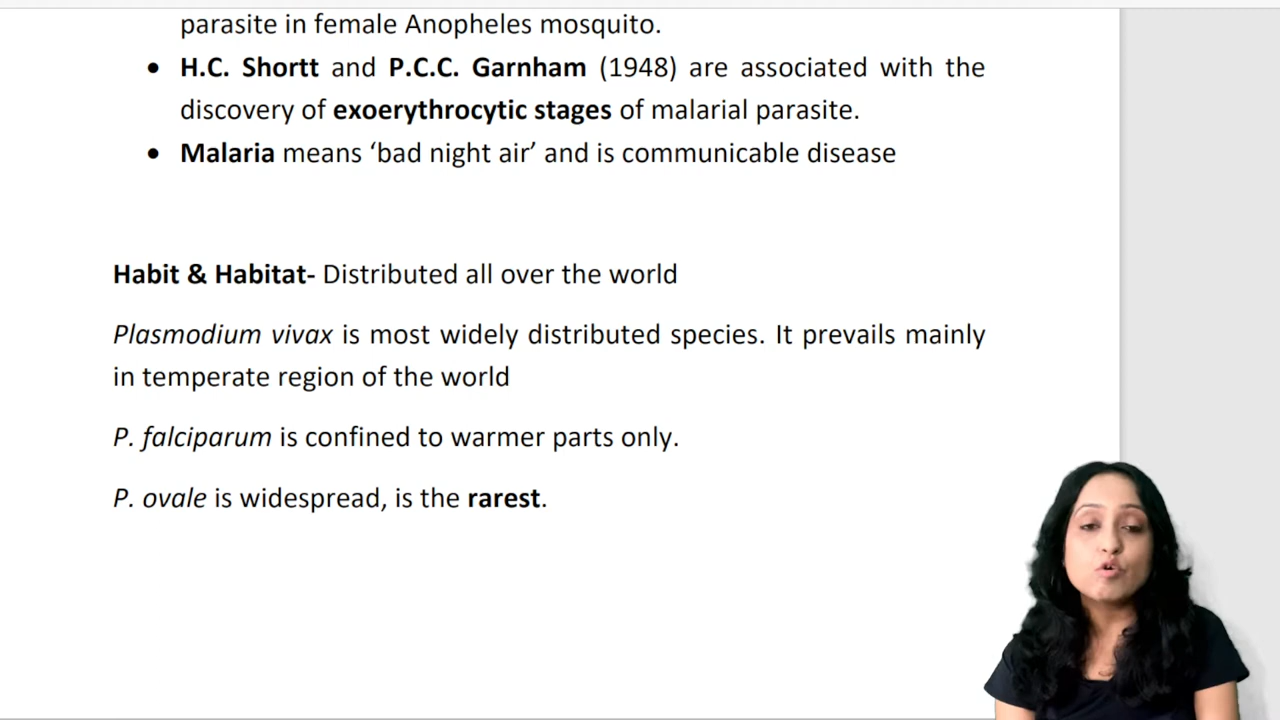 parasite in female Anopheles mosquito.
• H.C. Shortt and P.C.C. Garnham (1948) are associated with the
discovery of exoerythrocytic stages of malarial parasite.
• Malaria means ‘bad night air’ and is communicable disease
Habit & Habitat- Distributed all over the world
Plasmodium vivax is most widely distributed species. It prevails mainly
in temperate region of the world
P. falciparum is confined to warmer parts only.
P. ovale is widespread, is the rarest.